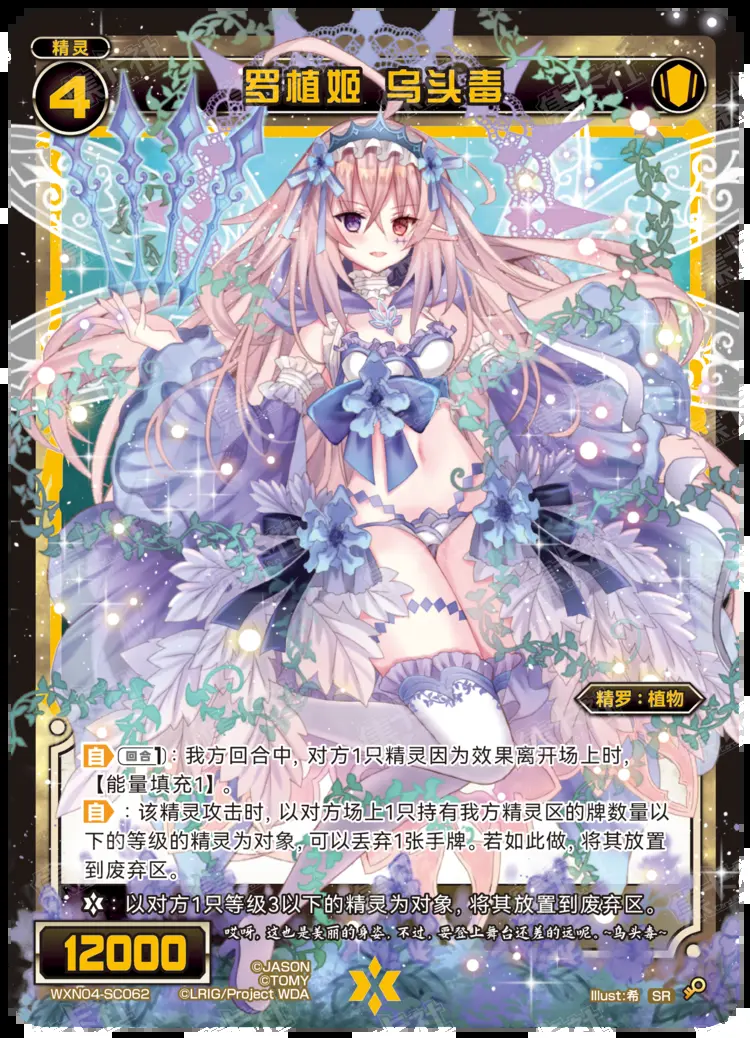 精灵
4
罗植姬 乌头毒
精罗：植物
自 回合1：我方回合中，对方1只精灵因为效果离开场上时，
【能量填充1】。
自：该精灵攻击时，以对方场上1只持有我方精灵区的牌数量以
下的等级的精灵为对象，可以丢弃1张手牌。若如此做，将其放置
到废弃区。
：以对方1只等级3以下的精灵为对象，将其放置到废弃区。
哎呀，这也是美丽的身姿。不过，要登上舞台还差的远呢。~乌头毒~
12000
©JASON
©TOMY
WXN04-SC062 ©LRIG/Project WDA
Illust:希 SR